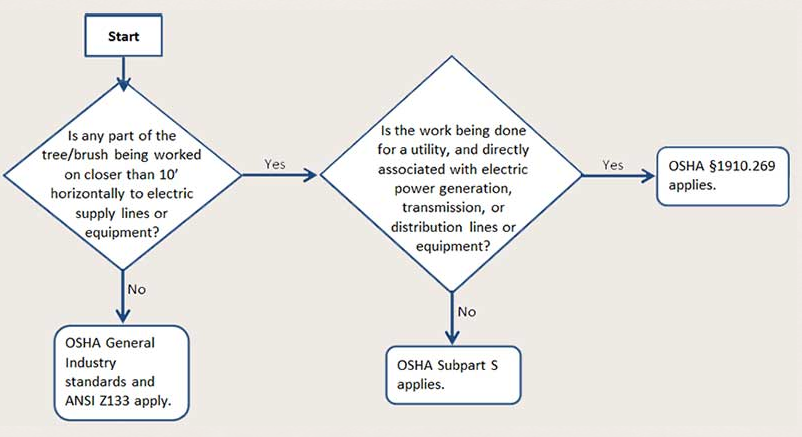 Start
Is any part of the
tree/brush being worked
on closer than 10’
horizontally to electric
supply lines or
equipment?
Yes
Is the work being done
for a utility, and directly
associated with electric
power generation,
transmission, or
distribution lines or
equipment?
Yes
OSHA §1910.269
applies.
No
OSHA General
Industry
standards and
ANSI Z133 apply.
No
OSHA Subpart S
applies.